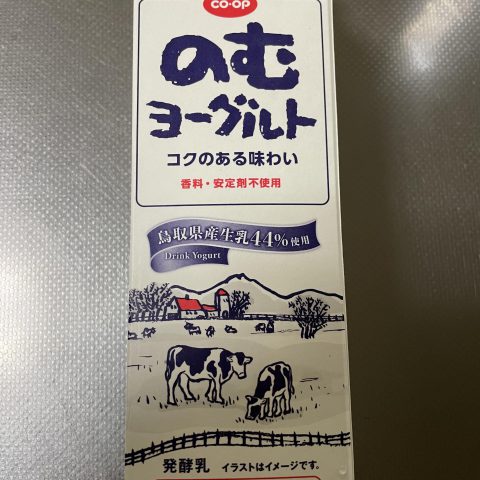 CO·OP
のむ
ヨーグルト
コクのある味わい
香料・安定剤不使用
鳥取県産生乳44%使用
Drink Yogurt
発酵乳 イラストはイメージです。